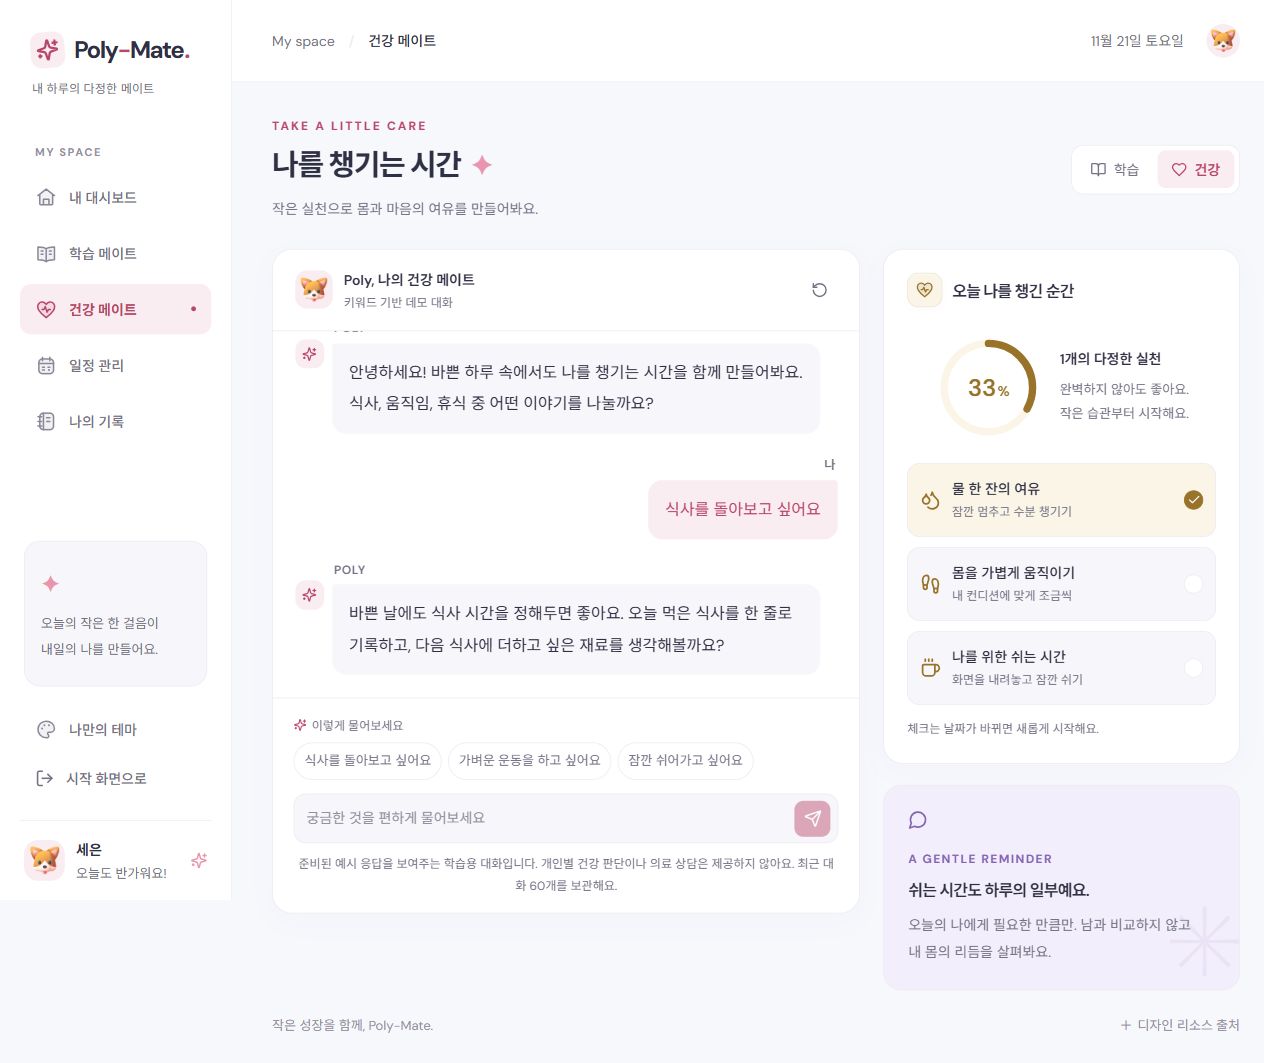 Poly-Mate.
내 하루의 다정한 메이트
MY SPACE
내 대시보드
학습 메이트
건강 메이트
일정 관리
나의 기록
오늘의 작은 한 걸음이
내일의 나를 만들어요.
나만의 테마
시작 화면으로
세은
오늘도 반가워요!
My space / 건강 메이트
11월 21일 토요일
TAKE A LITTLE CARE
나를 챙기는 시간
작은 실천으로 몸과 마음의 여유를 만들어봐요.
학습
건강
Poly, 나의 건강 메이트
키워드 기반 데모 대화
안녕하세요! 바쁜 하루 속에서도 나를 챙기는 시간을 함께 만들어봐요.
식사, 움직임, 휴식 중 어떤 이야기를 나눌까요?
나
식사를 돌아보고 싶어요
POLY
바쁜 날에도 식사 시간을 정해두면 좋아요. 오늘 먹은 식사를 한 줄로
기록하고, 다음 식사에 더하고 싶은 재료를 생각해볼까요?
이렇게 물어보세요
식사를 돌아보고 싶어요
가벼운 운동을 하고 싶어요
잠깐 쉬어가고 싶어요
궁금한 것을 편하게 물어보세요
준비된 예시 응답을 보여주는 학습용 대화입니다. 개인별 건강 판단이나 의료 상담은 제공하지 않아요. 최근 대
화 60개를 보관해요.
오늘 나를 챙긴 순간
33%
1개의 다정한 실천
완벽하지 않아도 좋아요.
작은 습관부터 시작해요.
물 한 잔의 여유
잠깐 멈추고 수분 챙기기
몸을 가볍게 움직이기
내 컨디션에 맞게 조금씩
나를 위한 쉬는 시간
화면을 내려놓고 잠깐 쉬기
체크는 날짜가 바뀌면 새롭게 시작해요.
A GENTLE REMINDER
쉬는 시간도 하루의 일부예요.
오늘의 나에게 필요한 만큼만. 남과 비교하지 않고
내 몸의 리듬을 살펴봐요.
작은 성장을 함께, Poly-Mate.
+ 디자인 리소스 출처